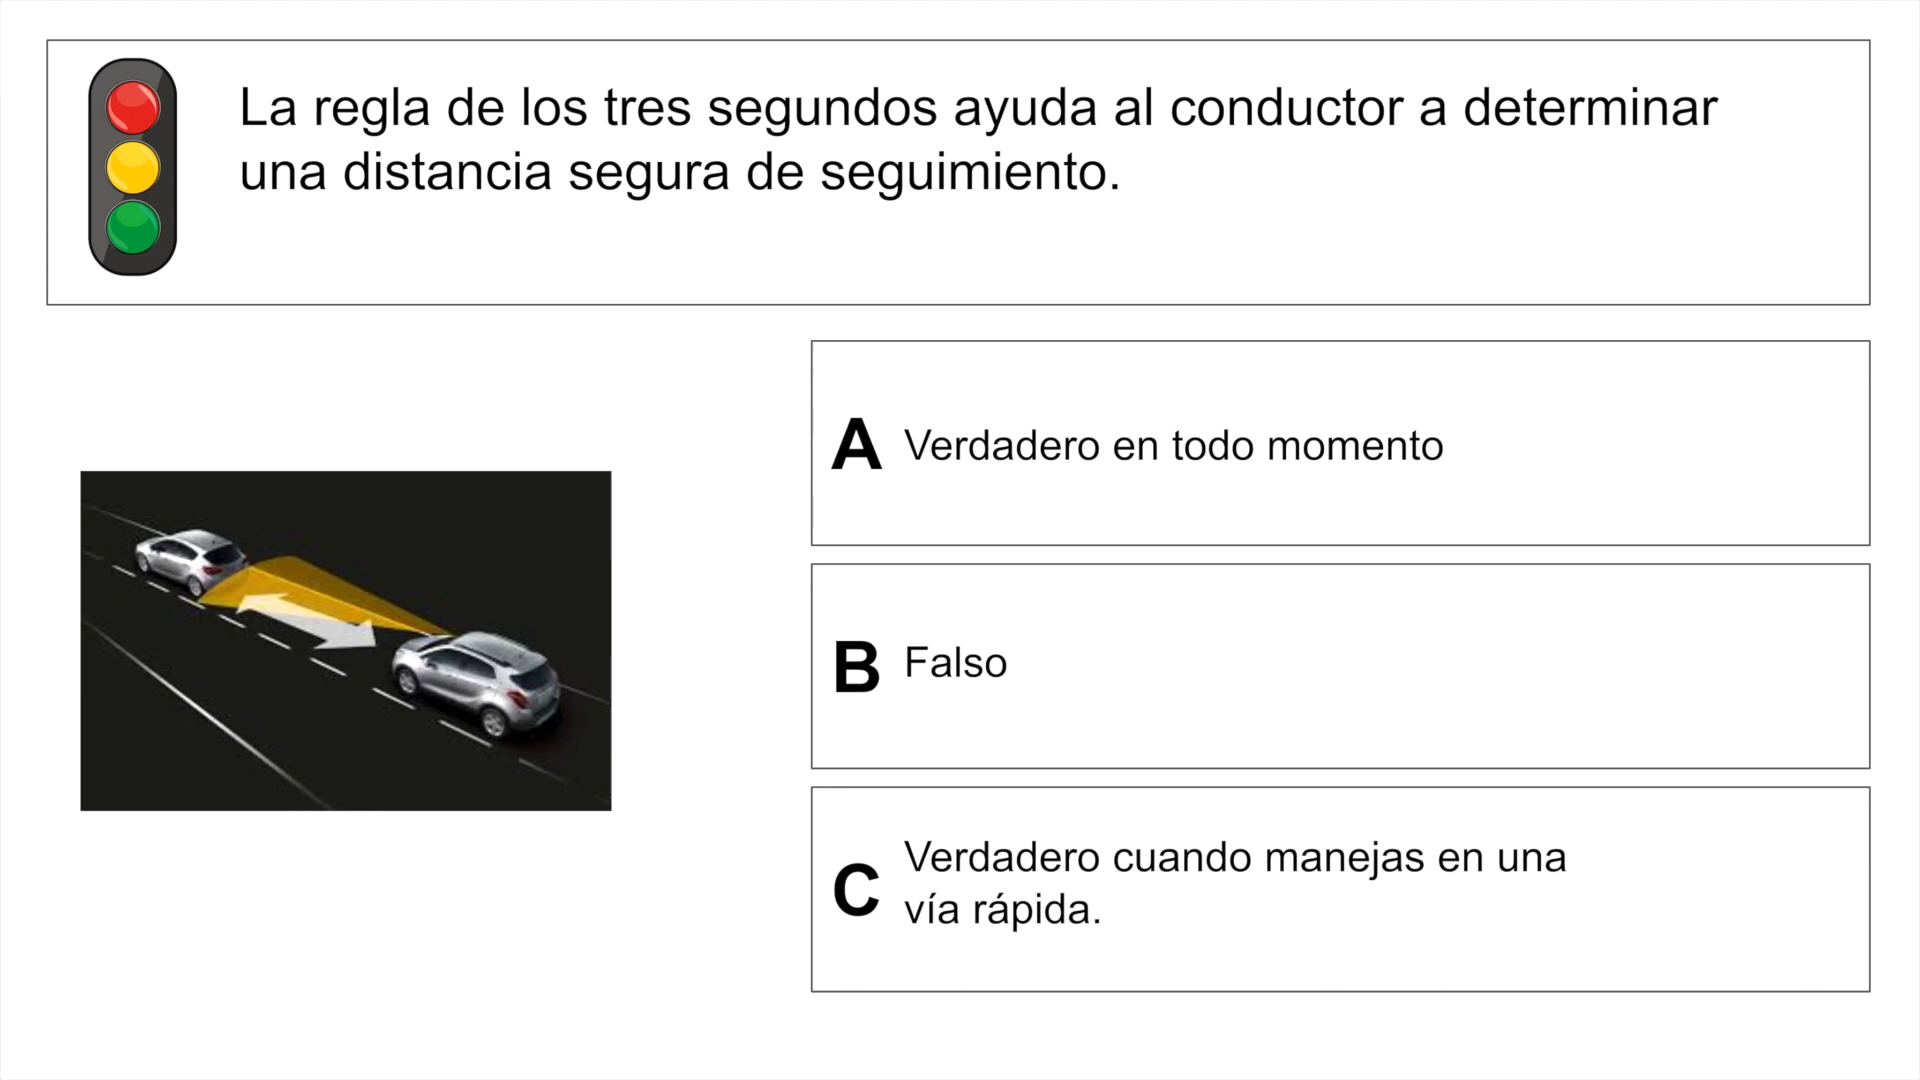 La regla de los tres segundos ayuda al conductor a determinar
una distancia segura de seguimiento.
A Verdadero en todo momento
B Falso
C Verdadero cuando manejas en una
vía rápida.